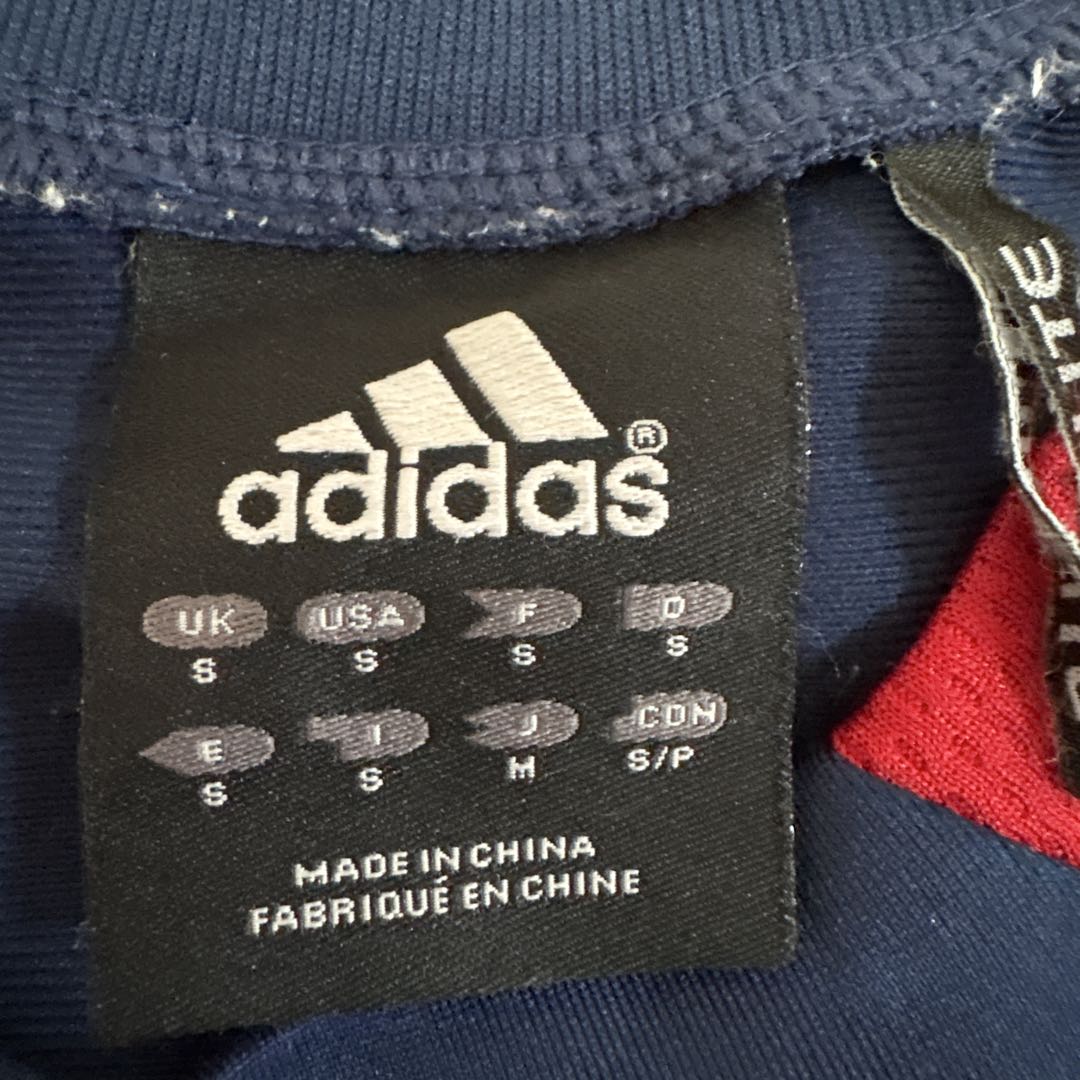 adidas®
UK USA F D
S S S S
E I J CDN
S S M S/P
MADE IN CHINA
FABRIQUÉ EN CHINE